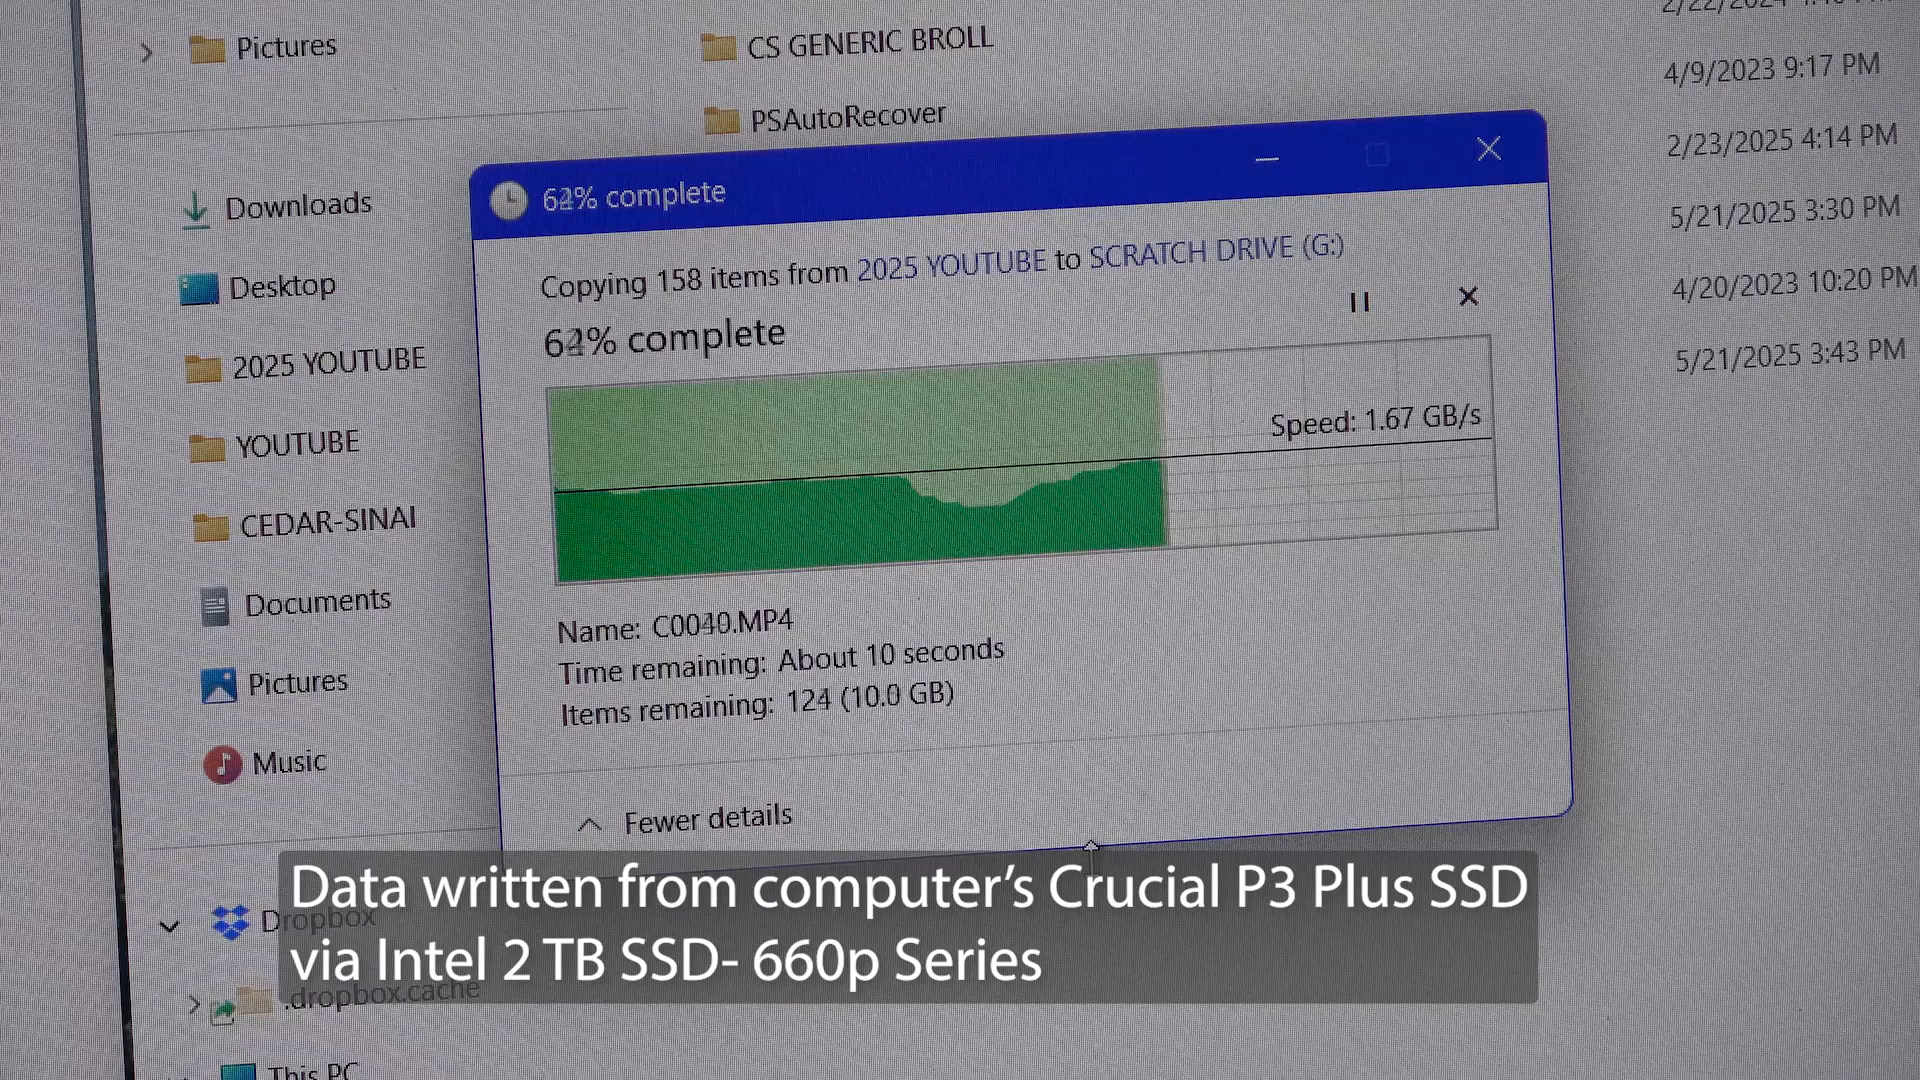 Pictures
CS GENERIC BROLL
4/9/2023 9:17 PM
PSAutoRecover
2/23/2025 4:14 PM
complete
Downloads
5/21/2025 3:30 PM
Copying 158 items from 2025 YOUTUBE to SCRATCH DRIVE (G:)
Desktop
4/20/2023 10:20 PM
complete
2025 YOUTUBE
5/21/2025 3:43 PM
Speed: 1.67 GB/s
YOUTUBE
CEDAR-SINAI
Documents
Name:
Time remaining: About 10 seconds
Pictures
Items remaining: 124 (10.0 GB)
Music
Fewer details
Data written from computer’s Crucial P3 Plus SSD
Dropbox
via Intel 2 TB SSD- 660p Series
.dropbox.cache
This PC